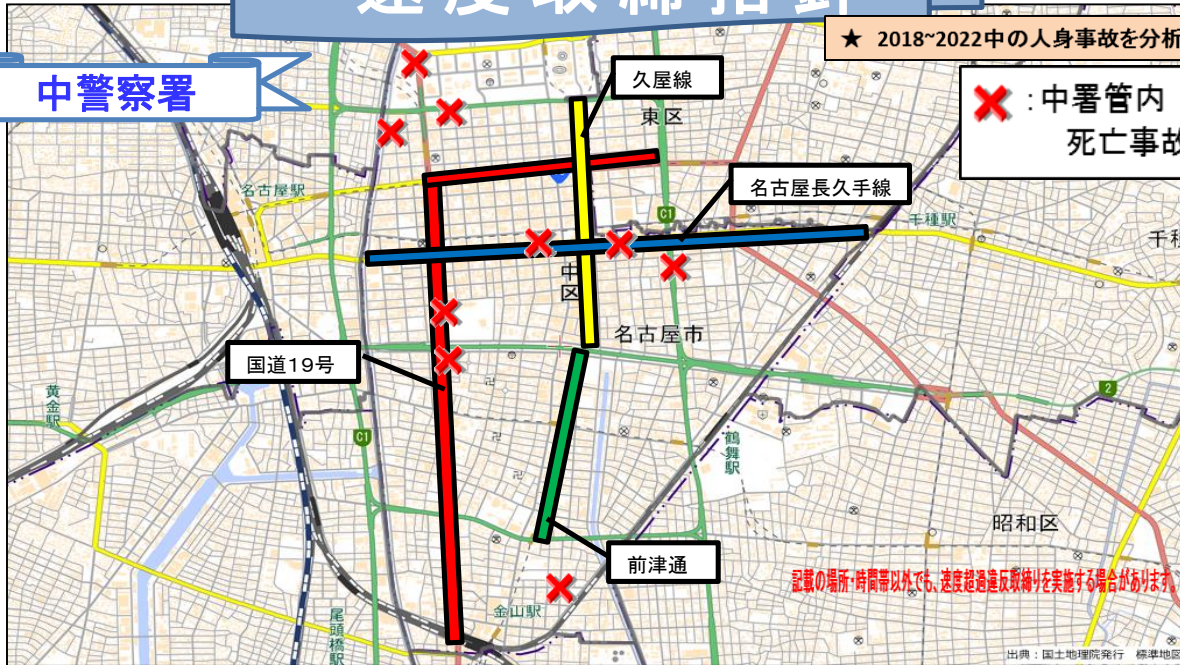 速度取締指針
★ 2018~2022中の人身事故を分析
中警察署
:中署管内
死亡事故
久屋線
東区
名古屋駅
名古屋長久手線
C1
千種駅
千種
中区
名古屋市
国道19号
黄金駅
2
C1
鶴舞駅
昭和区
前津通
記載の場所・時間帯以外でも、速度超過違反取締りを実施する場合があります。
金山駅
尾頭橋駅
出典:国土地理院発行 標準地図